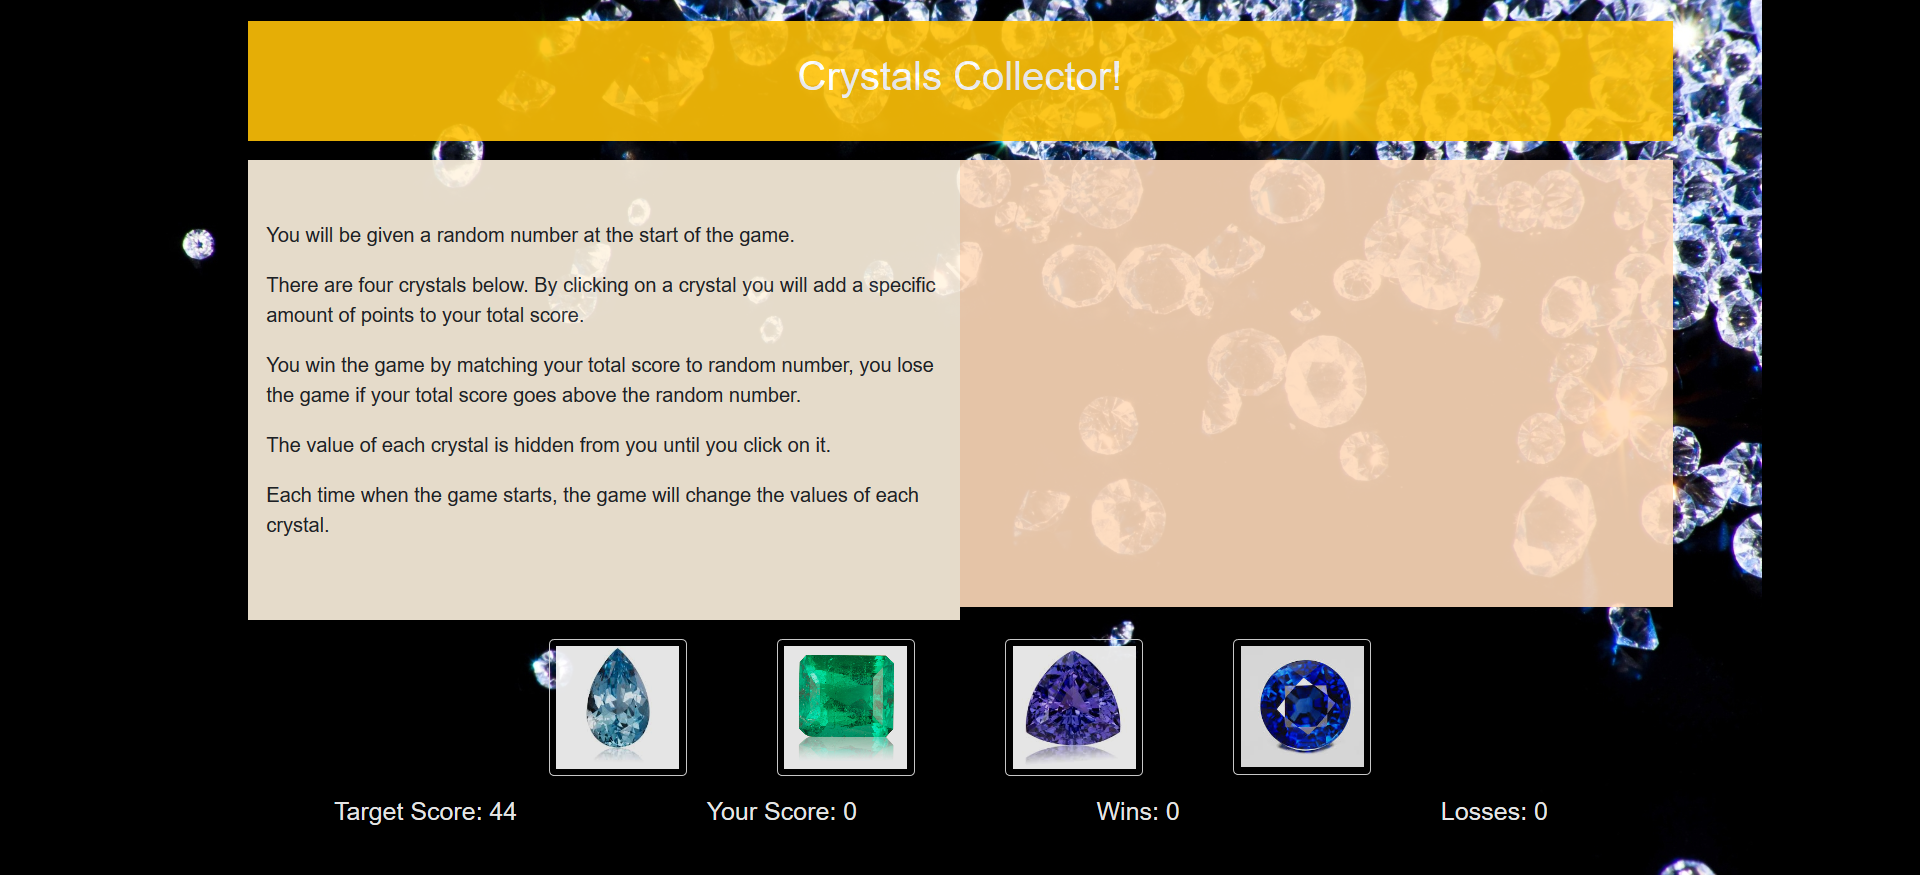 Crystals Collector!
You will be given a random number at the start of the game.
There are four crystals below. By clicking on a crystal you will add a specific
amount of points to your total score.
You win the game by matching your total score to random number, you lose
the game if your total score goes above the random number.
The value of each crystal is hidden from you until you click on it.
Each time when the game starts, the game will change the values of each
crystal.
Target Score: 44 Your Score: 0 Wins: 0 Losses: 0